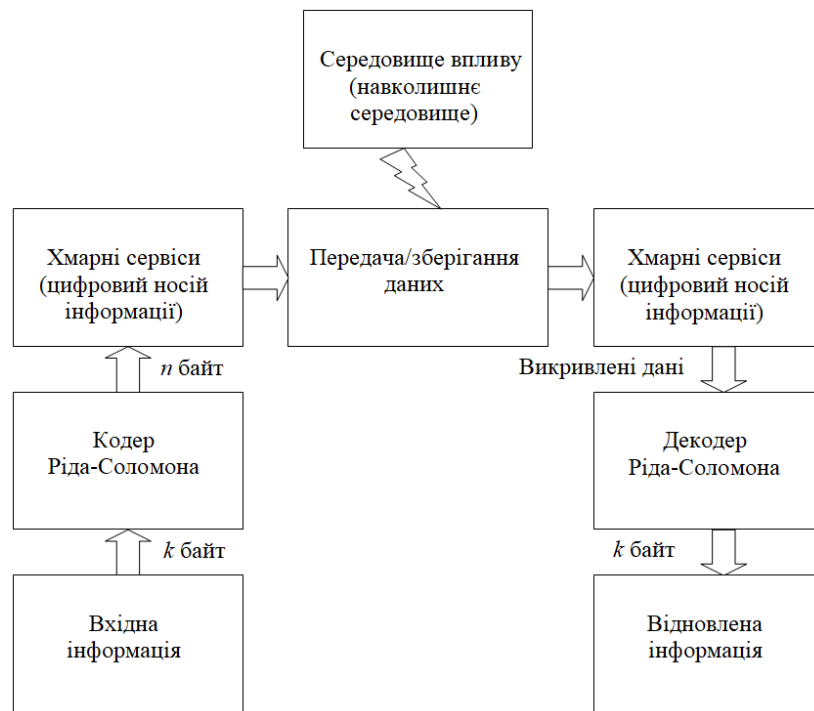 Середовище впливу
(навколишнє
середовище)
Хмарні сервіси
(цифровий носій
інформації)
Передача/зберігання
даних
Хмарні сервіси
(цифровий носій
інформації)
n байт
Викривлені дані
Кодер
Ріда-Соломона
Декодер
Ріда-Соломона
k байт
k байт
Вхідна
інформація
Відновлена
інформація